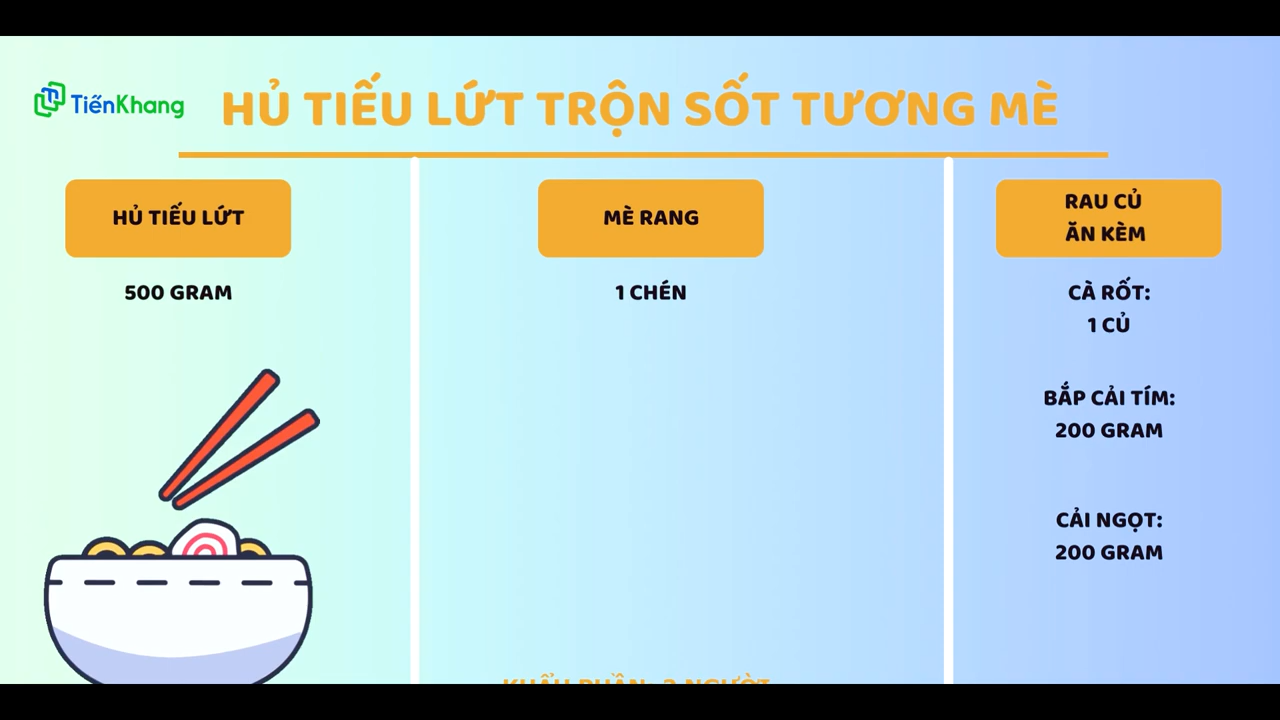 TiếnKhang
HỦ TIẾU LỨT TRỘN SỐT TƯƠNG MÈ
HỦ TIẾU LỨT
500 GRAM
MÈ RANG
1 CHÉN
RAU CỦ
ĂN KÈM
CÀ RỐT:
1 CỦ
BẮP CẢI TÍM:
200 GRAM
CẢI NGỌT:
200 GRAM